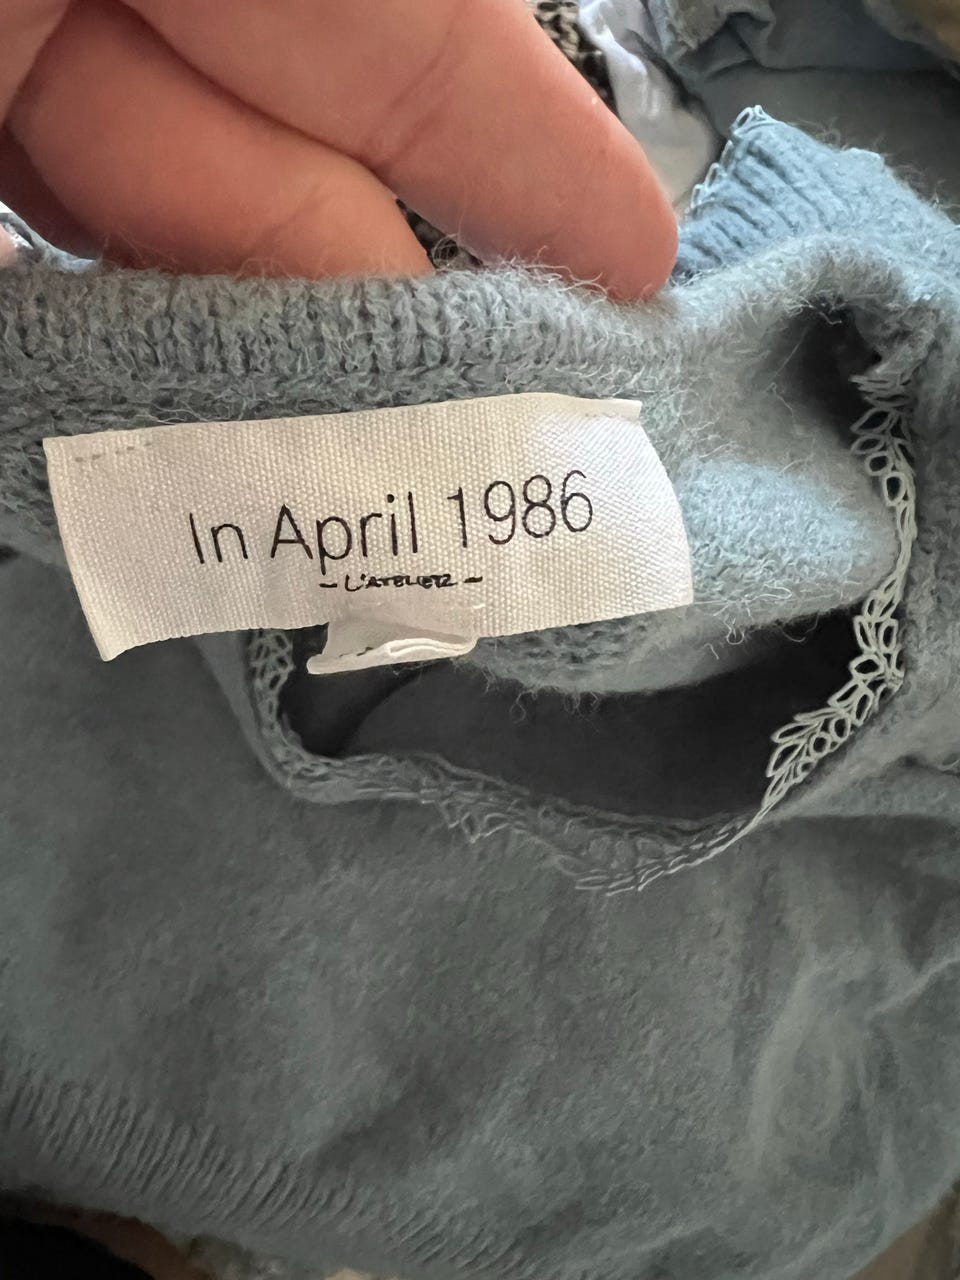 In April 1986
- L'ATELIER -